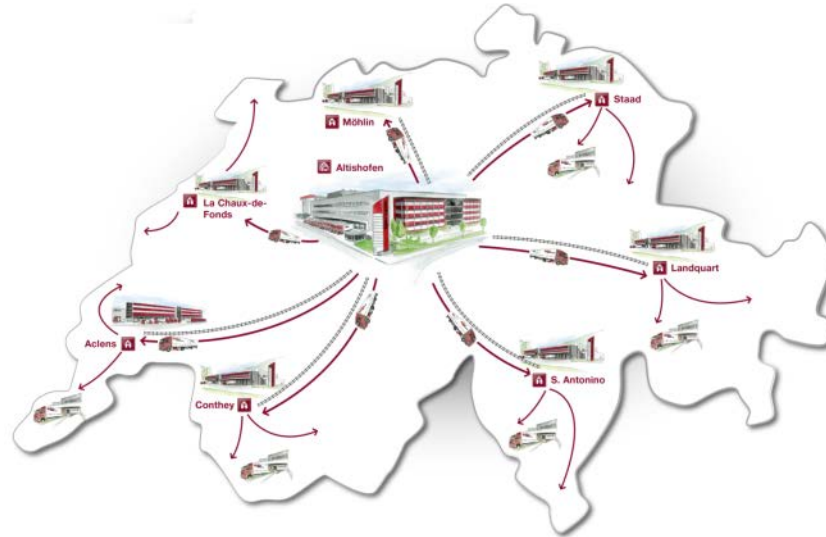 Staad
Möhlin
Altishofen
La Chaux-de-
Fonds
Landquart
Aclens
S. Antonino
Conthey